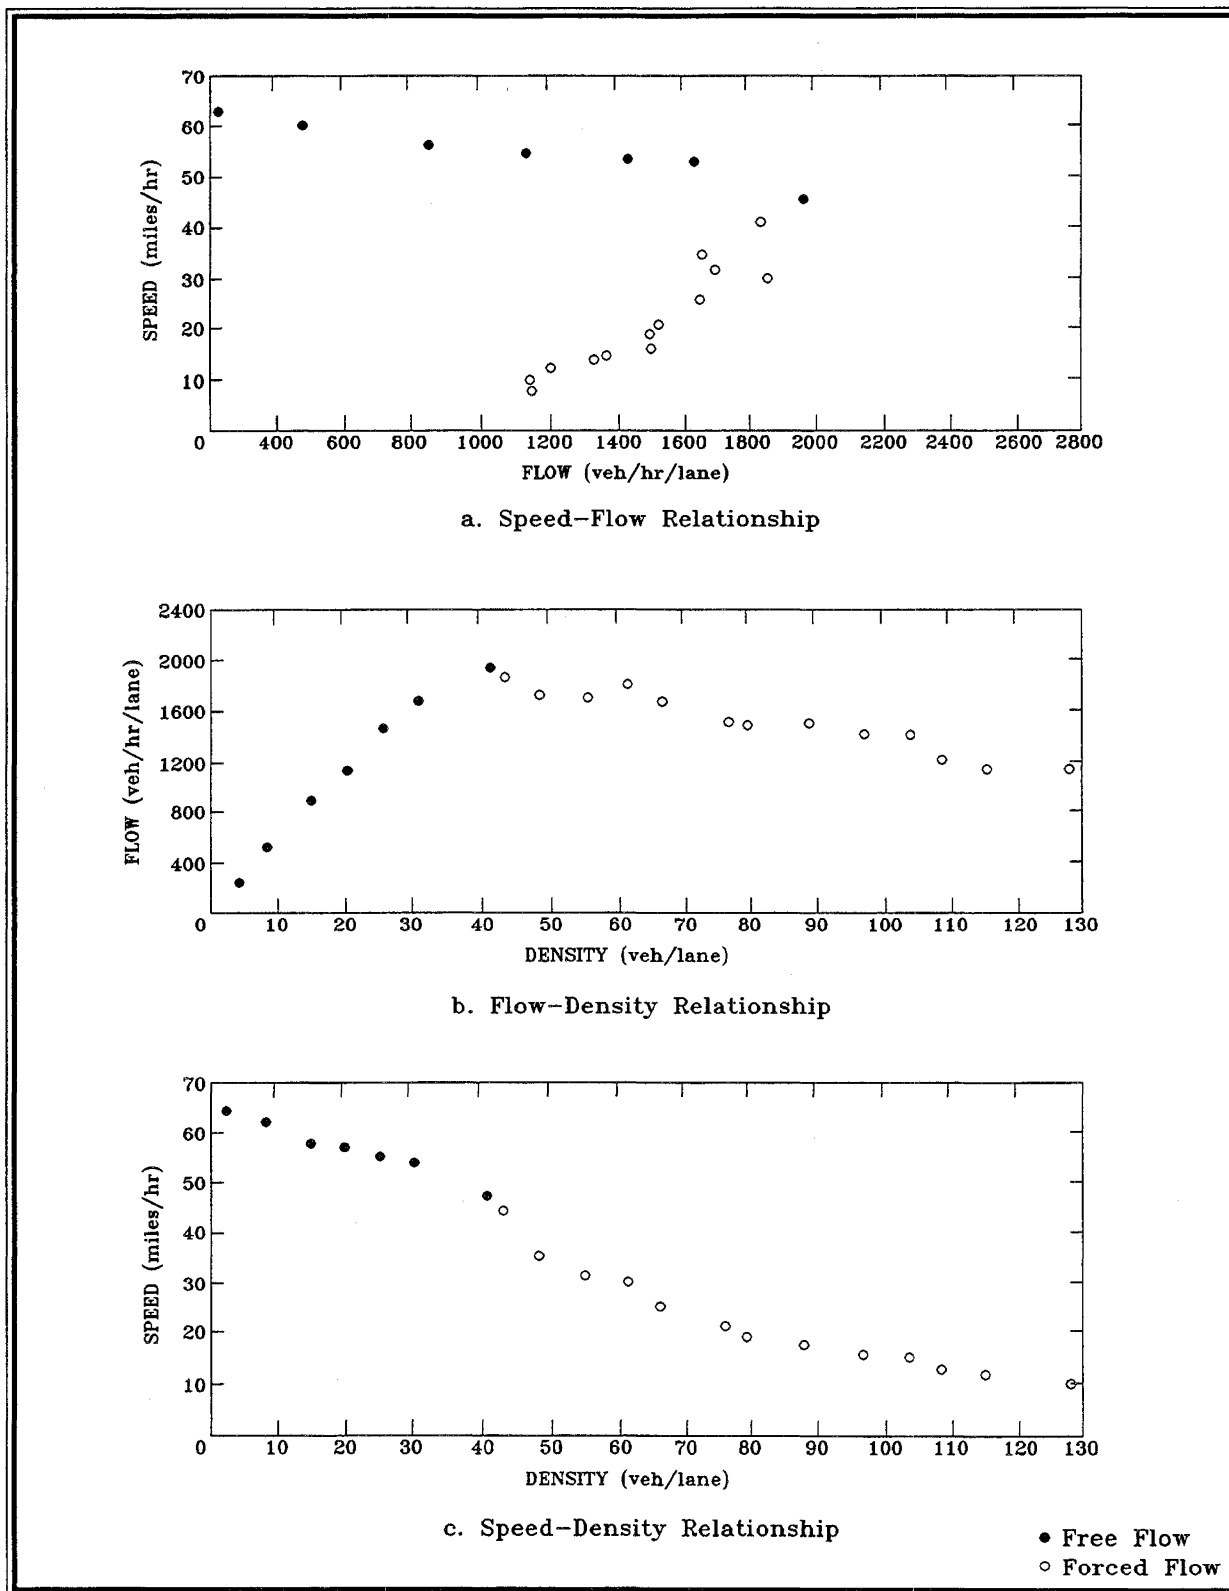 70
60
50
40
30
20
10
SPEED (miles/hr)
0 400 600 800 1000 1200 1400 1600 1800 2000 2200 2400 2600 2800
FLOW (veh/hr/lane)
a. Speed-Flow Relationship
2400
2000
1600
1200
800
400
FLOW (veh/hr/lane)
0 10 20 30 40 50 60 70 80 90 100 110 120 130
DENSITY (veh/lane)
b. Flow-Density Relationship
70
60
50
40
30
20
10
SPEED (miles/hr)
0 10 20 30 40 50 60 70 80 90 100 110 120 130
DENSITY (veh/lane)
c. Speed-Density Relationship
Free Flow
Forced Flow